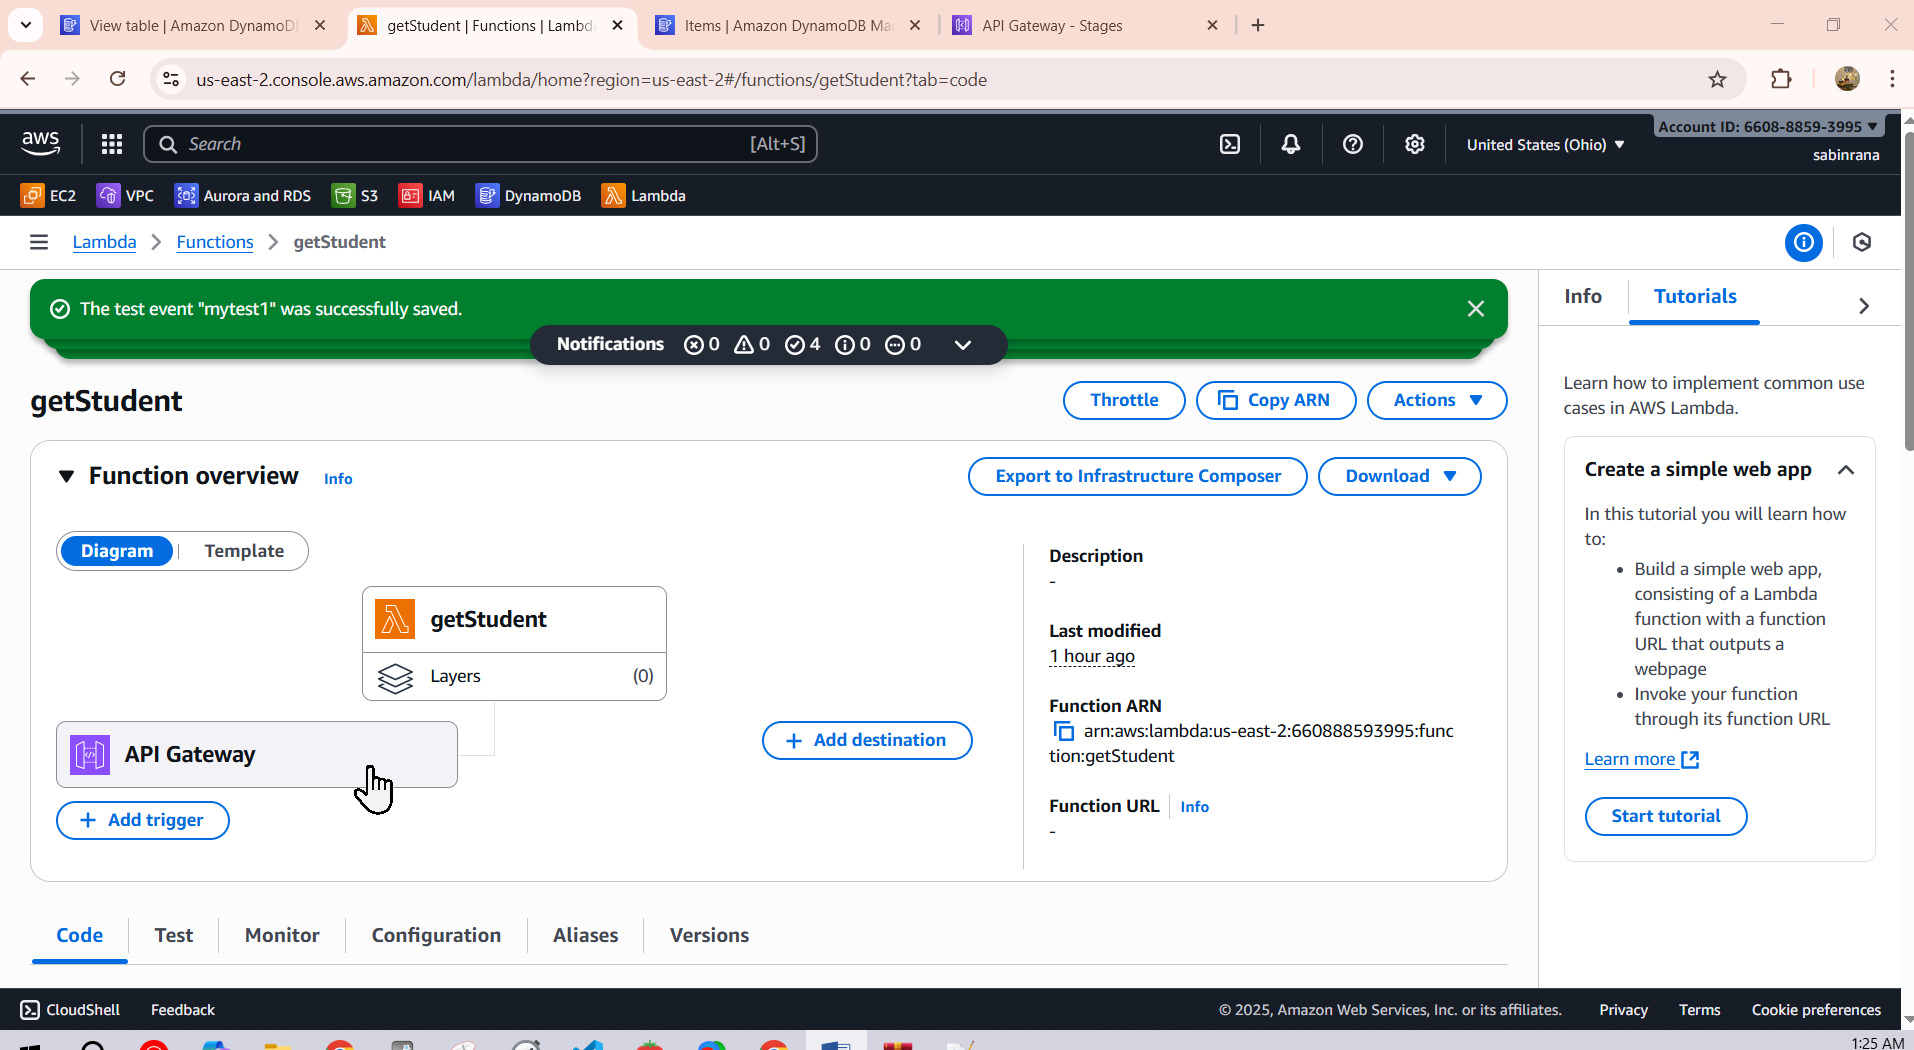 View table | Amazon DynamoDB
getStudent | Functions | Lambda
Items | Amazon DynamoDB Ma
API Gateway - Stages
us-east-2.console.aws.amazon.com/lambda/home?region=us-east-2#/functions/getStudent?tab=code
aws
Search
[Alt+S]
United States (Ohio)
Account ID: 6608-8859-3995
sabinrana
EC2
VPC
Aurora and RDS
S3
IAM
DynamoDB
Lambda
Lambda
Functions
getStudent
The test event "mytest1" was successfully saved.
Notifications
0
0
4
0
0
Info
Tutorials
getStudent
Throttle
Copy ARN
Actions
Function overview
Info
Export to Infrastructure Composer
Download
Diagram
Template
getStudent
Layers
(0)
API Gateway
+ Add trigger
+ Add destination
Description
-
Last modified
1 hour ago
Function ARN
arn:aws:lambda:us-east-2:660888593995:func
tion:getStudent
Function URL
Info
-
Learn how to implement common use
cases in AWS Lambda.
Create a simple web app
In this tutorial you will learn how
to:
• Build a simple web app,
consisting of a Lambda
function with a function
URL that outputs a
webpage
• Invoke your function
through its function URL
Learn more
Start tutorial
Code
Test
Monitor
Configuration
Aliases
Versions
CloudShell
Feedback
© 2025, Amazon Web Services, Inc. or its affiliates.
Privacy
Terms
Cookie preferences
1:25 AM